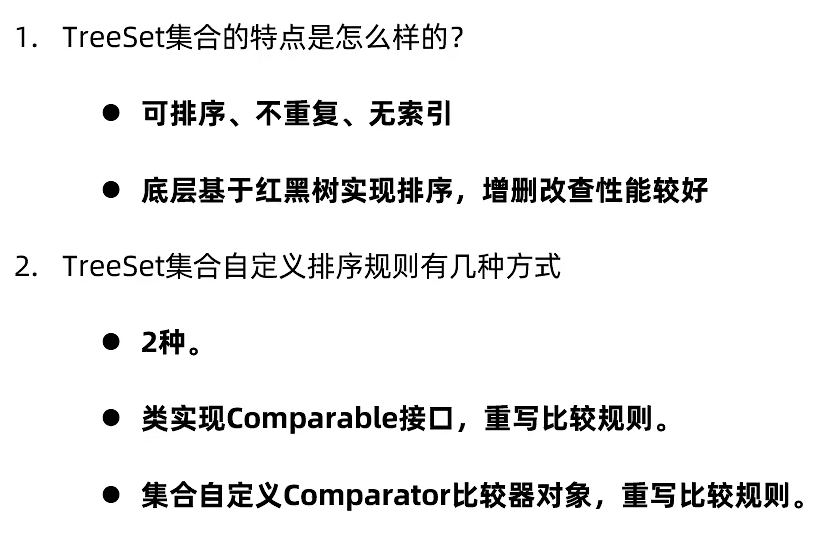 1. TreeSet集合的特点是怎么样的？
● 可排序、不重复、无索引
● 底层基于红黑树实现排序，增删改查性能较好
2. TreeSet集合自定义排序规则有几种方式
● 2种。
● 类实现Comparable接口，重写比较规则。
● 集合自定义Comparator比较器对象，重写比较规则。